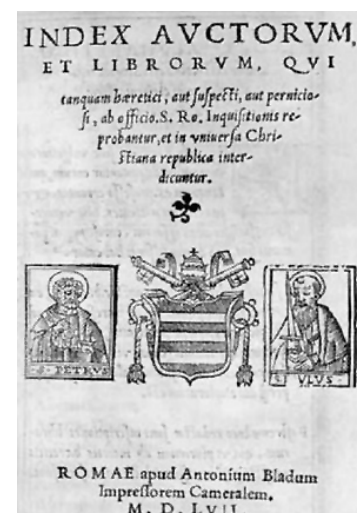 INDEX AVCTORVM,
ET LIBRORVM, QVI
tanquam hæretici, aut suspecti, aut pernicio-
si, ab officio. S. Ro. Inquisitionis re-
probantur, et in vniuersa Chri-
stiana republica inter-
dicuntur.
S. PETRVS
S VLVS
ROMAE apud Antonium Bladum
Impressorem Cameralem.
M. D. LVII